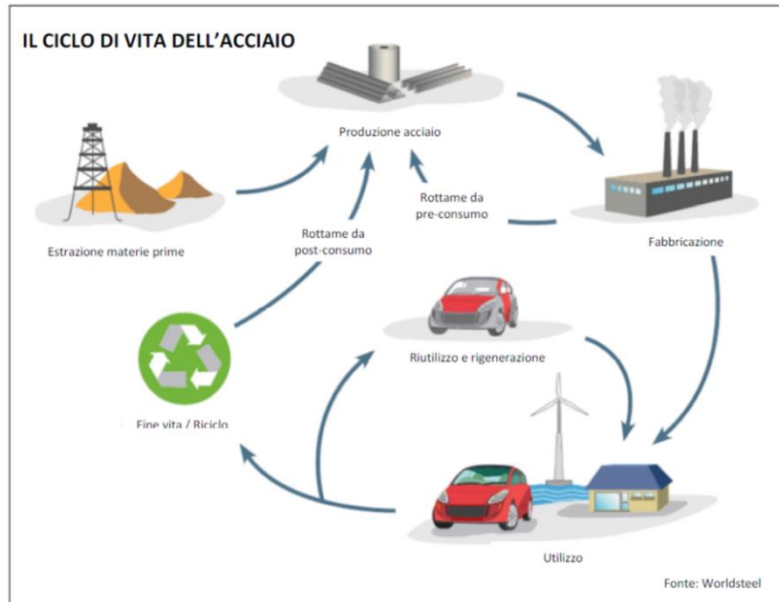 IL CICLO DI VITA DELL'ACCIAIO
Produzione acciaio
Rottame da
pre-consumo
Rottame da
post-consumo
Estrazione materie prime
Fabbricazione
Riutilizzo e rigenerazione
Fine vita / Riciclo
Utilizzo
Fonte: Worldsteel